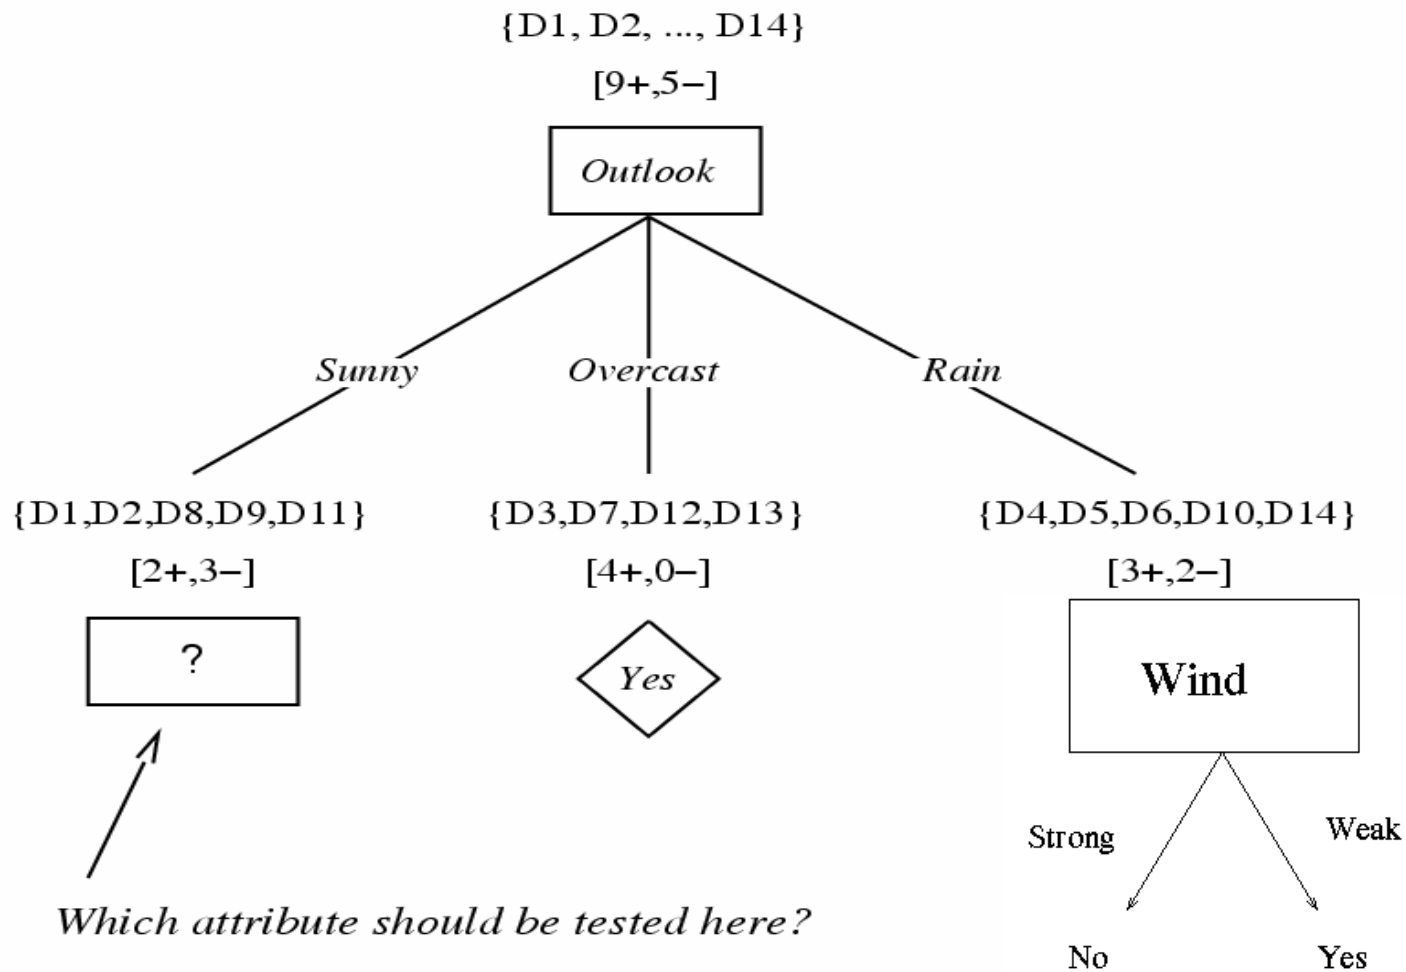 {D1, D2, ..., D14}
[9+,5−]
Outlook
Sunny
Overcast
Rain
{D1,D2,D8,D9,D11}
{D3,D7,D12,D13}
{D4,D5,D6,D10,D14}
[2+,3−]
[4+,0−]
[3+,2−]
?
Yes
Wind
Strong
Weak
Which attribute should be tested here?
No
Yes